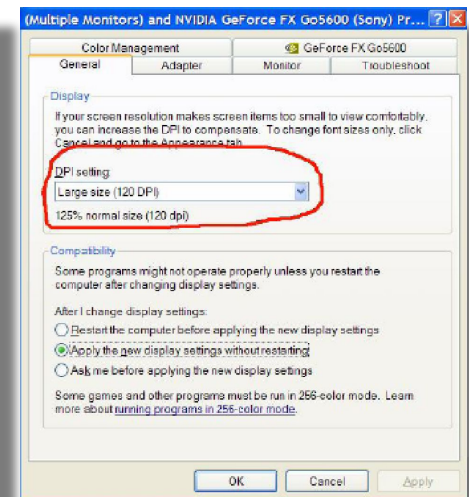 (Multiple Monitors) and NVIDIA GeForce FX Go5600 (Sony) Pr...
Color Management
GeForce FX Go5600
General
Adapter
Monitor
Troubleshoot
Display
If your screen resolution makes screen items too small to view comfortably,
you can increase the DPI to compensate. To change font sizes only, click
Cancel and go to the Appearance tab.
DPI setting:
Large size (120 DPI)
125% normal size (120 dpi)
Compatibility
Some programs might not operate properly unless you restart the
computer after changing display settings.
After I change display settings:
Restart the computer before applying the new display settings
Apply the new display settings without restarting
Ask me before applying the new display settings
Some games and other programs must be run in 256-color mode. Learn
more about running programs in 256-color mode.
OK
Cancel
Apply